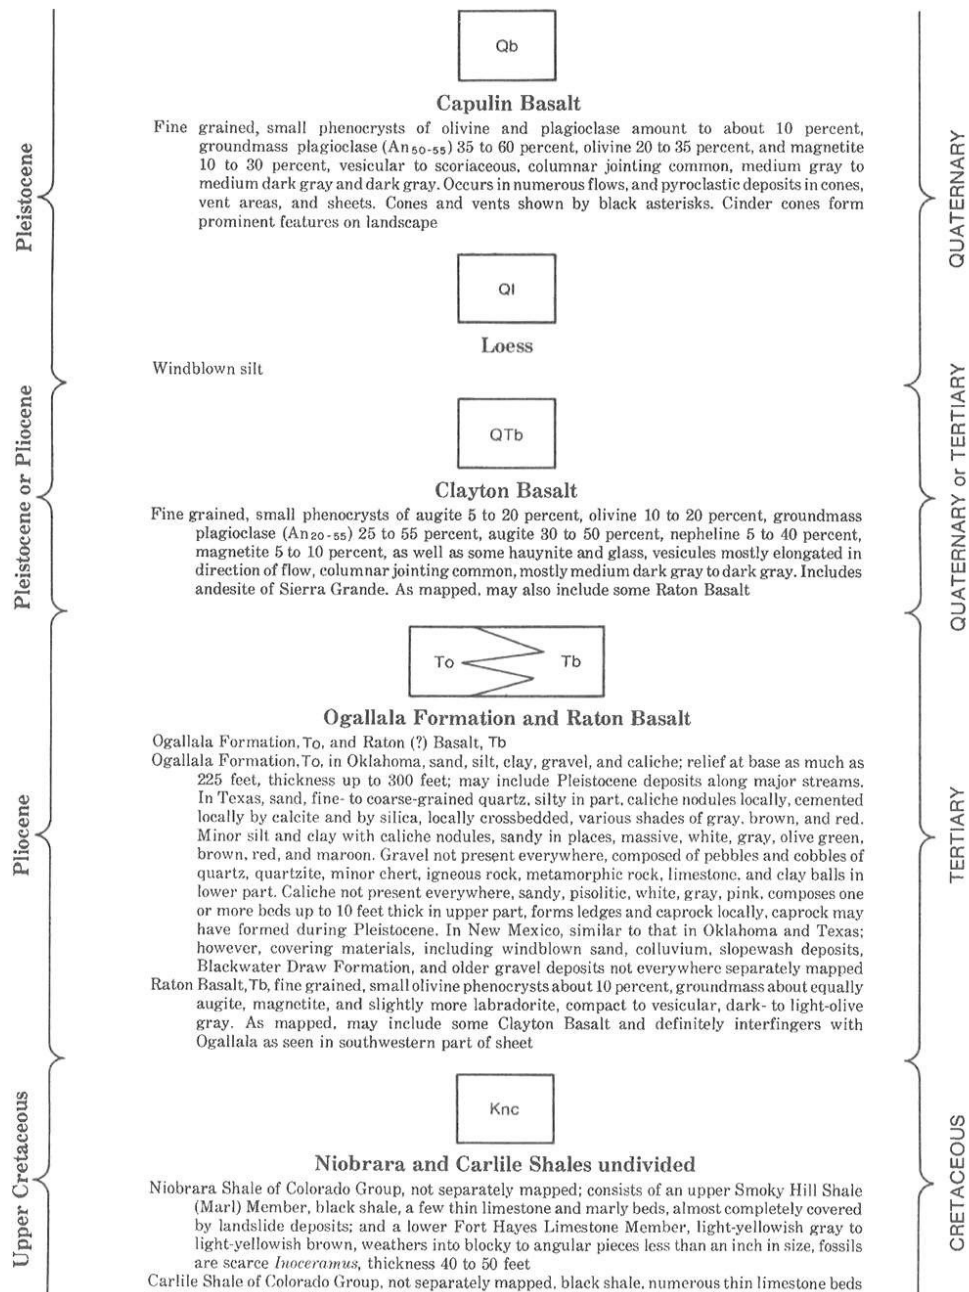 Qb
Capulin Basalt
Fine grained, small phenocrysts of olivine and plagioclase amount to about 10 percent,
groundmass plagioclase (An50-55) 35 to 60 percent, olivine 20 to 35 percent, and magnetite
10 to 30 percent, vesicular to scoriaceous, columnar jointing common, medium gray to
medium dark gray and dark gray. Occurs in numerous flows, and pyroclastic deposits in cones,
vent areas, and sheets. Cones and vents shown by black asterisks. Cinder cones form
prominent features on landscape
Pleistocene
QUATERNARY
Ql
Loess
Windblown silt
QTb
Clayton Basalt
Fine grained, small phenocrysts of augite 5 to 20 percent, olivine 10 to 20 percent, groundmass
plagioclase (An20-55) 25 to 55 percent, augite 30 to 50 percent, nepheline 5 to 40 percent,
magnetite 5 to 10 percent, as well as some hauynite and glass, vesicules mostly elongated in
direction of flow, columnar jointing common, mostly medium dark gray to dark gray. Includes
andesite of Sierra Grande. As mapped, may also include some Raton Basalt
Pleistocene or Pliocene
QUATERNARY or TERTIARY
To Tb
Ogallala Formation and Raton Basalt
Ogallala Formation, To, and Raton (?) Basalt, Tb
Ogallala Formation, To, in Oklahoma, sand, silt, clay, gravel, and caliche; relief at base as much as
225 feet, thickness up to 300 feet; may include Pleistocene deposits along major streams.
In Texas, sand, fine- to coarse-grained quartz, silty in part, caliche nodules locally, cemented
locally by calcite and by silica, locally crossbedded, various shades of gray, brown, and red.
Minor silt and clay with caliche nodules, sandy in places, massive, white, gray, olive green,
brown, red, and maroon. Gravel not present everywhere, composed of pebbles and cobbles of
quartz, quartzite, minor chert, igneous rock, metamorphic rock, limestone, and clay balls in
lower part. Caliche not present everywhere, sandy, pisolitic, white, gray, pink, composes one
or more beds up to 10 feet thick in upper part, forms ledges and caprock locally, caprock may
have formed during Pleistocene. In New Mexico, similar to that in Oklahoma and Texas;
however, covering materials, including windblown sand, colluvium, slopewash deposits,
Blackwater Draw Formation, and older gravel deposits not everywhere separately mapped
Raton Basalt, Tb, fine grained, small olivine phenocrysts about 10 percent, groundmass about equally
augite, magnetite, and slightly more labradorite, compact to vesicular, dark- to light-olive
gray. As mapped, may include some Clayton Basalt and definitely interfingers with
Ogallala as seen in southwestern part of sheet
Pliocene
TERTIARY
Knc
Niobrara and Carlile Shales undivided
Niobrara Shale of Colorado Group, not separately mapped; consists of an upper Smoky Hill Shale
(Marl) Member, black shale, a few thin limestone and marly beds, almost completely covered
by landslide deposits; and a lower Fort Hayes Limestone Member, light-yellowish gray to
light-yellowish brown, weathers into blocky to angular pieces less than an inch in size, fossils
are scarce Inoceramus, thickness 40 to 50 feet
Carlile Shale of Colorado Group, not separately mapped, black shale, numerous thin limestone beds
Upper Cretaceous
CRETACEOUS